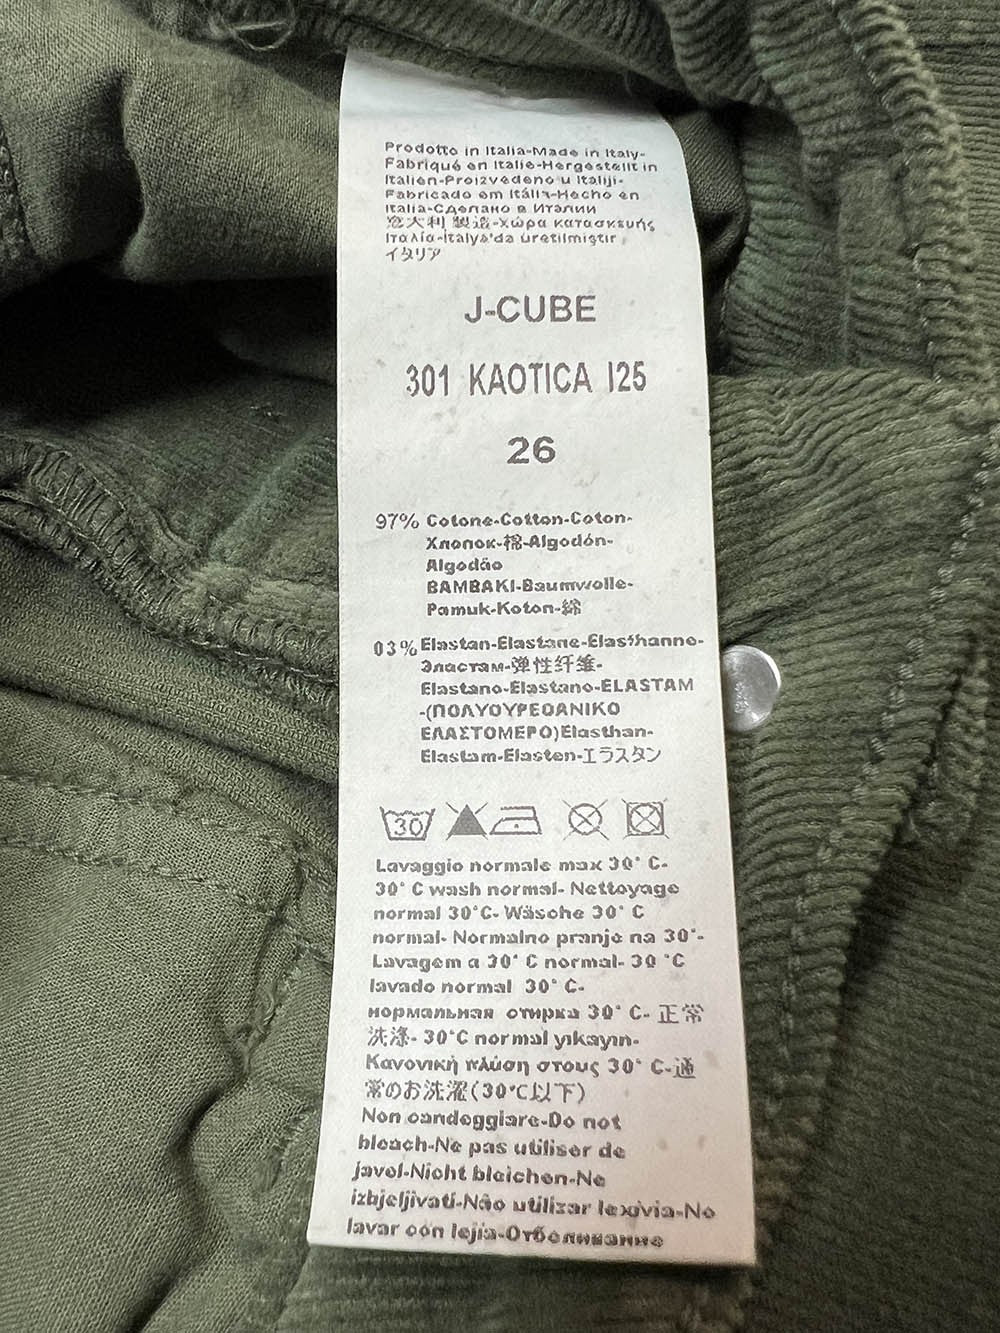 Prodotto in Italia-Made in Italy-
Fabriqué en Italie-Hergestellt in
Italien-Proizvedeno u Italiji-
Fabricado em Itália-Hecho en
Italia-Сделано в Италии
意大利 製造-Χώρα κατασκευής
Ιταλία-İtalya'da üretilmiştir
イタリア
J-CUBE
301 KAOTICA I25
26
97% Cotone-Cotton-Coton-
Хлопок-棉-Algodón-
Algodão
BAMBAKI-Baumwolle-
Pamuk-Koton-綿
03% Elastan-Elastane-Elasthanne-
Эластам-弹性纤维-
Elastano-Elastano-ELASTAM
-(ΠΟΛΥΟΥΡΕΘΑΝΙΚΟ
ΕΛΑΣΤΟΜΕΡΟ)Elasthan-
Elastam-Elasten-エラスタン
30
Lavaggio normale max 30° C-
30° C wash normal- Nettoyage
normal 30°C- Wäsche 30° C
normal- Normalno pranje na 30°-
Lavagem a 30° C normal- 30 °C
lavado normal 30° C-
нормальная стирка 30° C- 正常
洗涤- 30°C normal yıkayın-
Κανονική πλύση στους 30° C-通
常のお洗濯(30℃以下)
Non candeggiare-Do not
bleach-Ne pas utiliser de
javel-Nicht bleichen-Ne
izbjeljivati-Não utilizar lexivia-No
lavar con lejía-Отбеливание